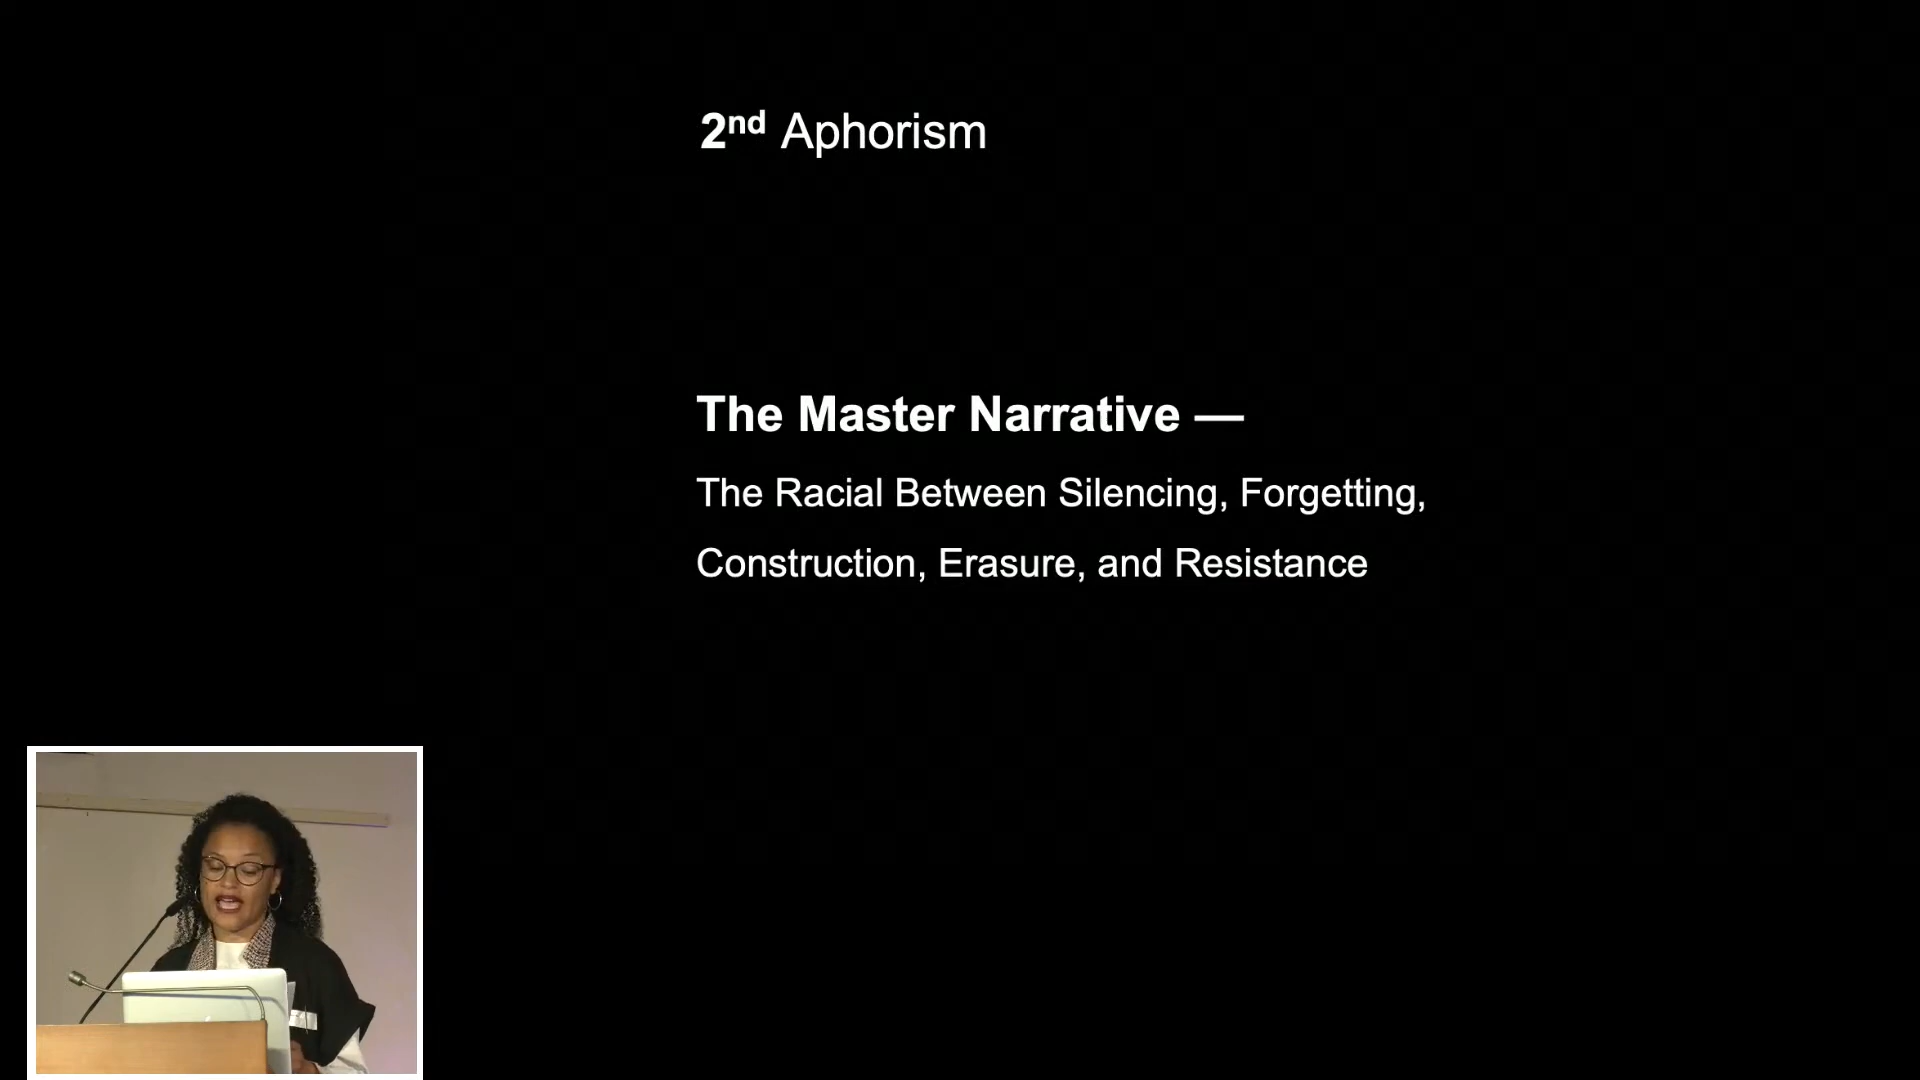 2nd Aphorism
The Master Narrative —
The Racial Between Silencing, Forgetting,
Construction, Erasure, and Resistance